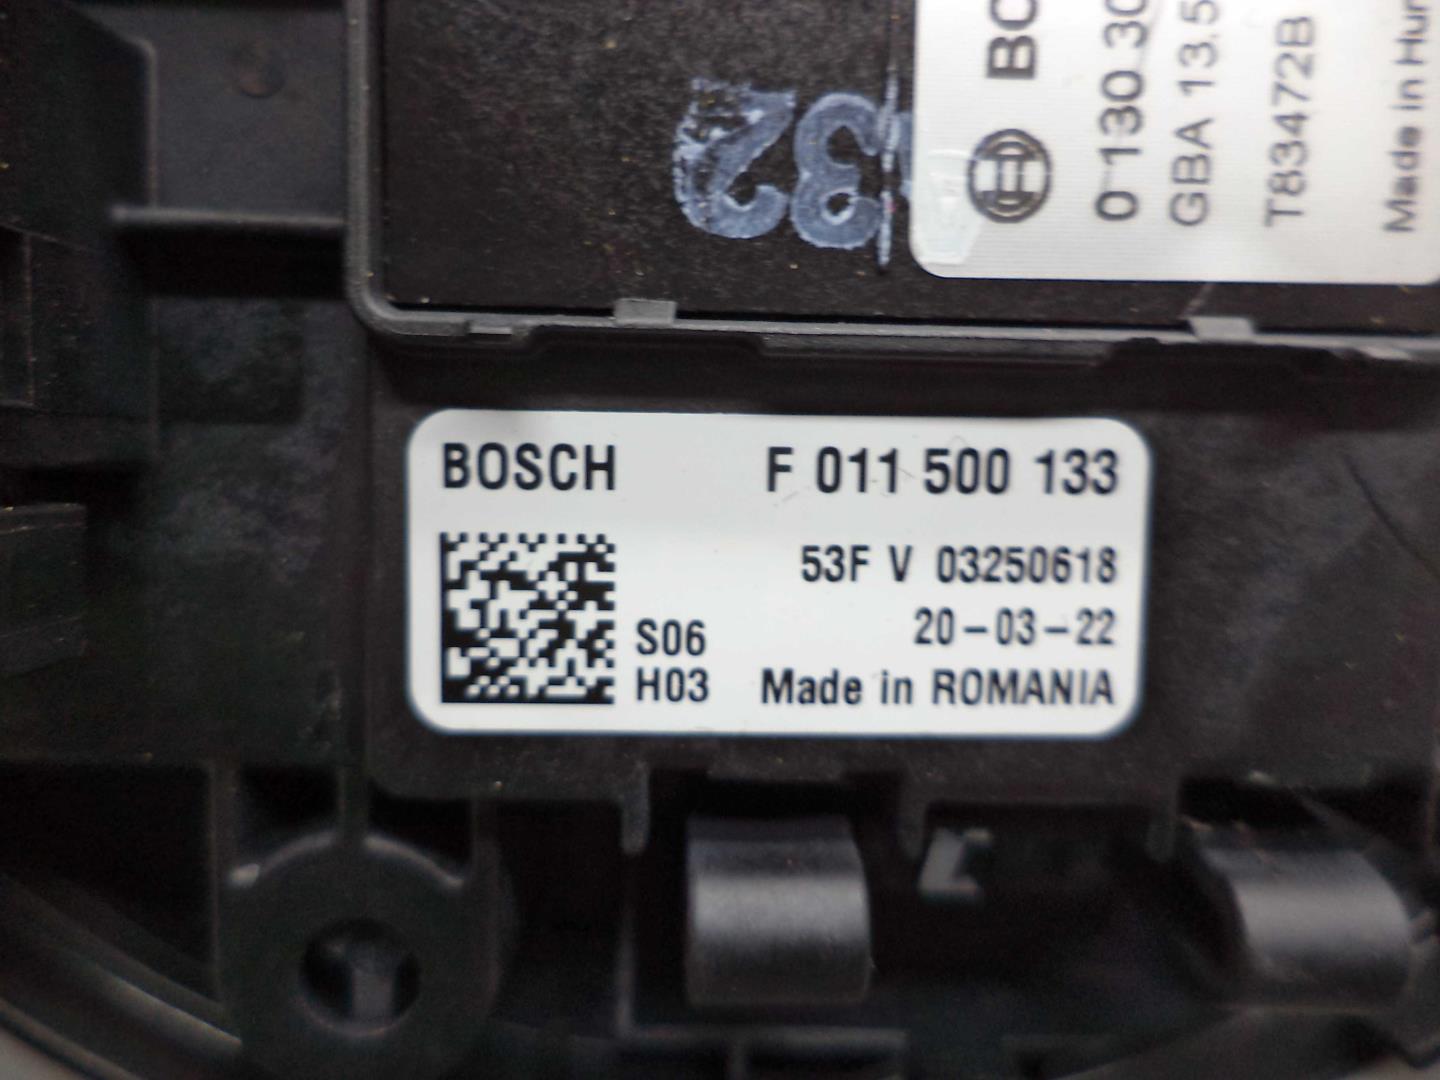 0 130 30
GBA 13.5
T83472B
Made in
32
BOSCH F 011 500 133
53F V 03250618
S06 20-03-22
H03 Made in ROMANIA